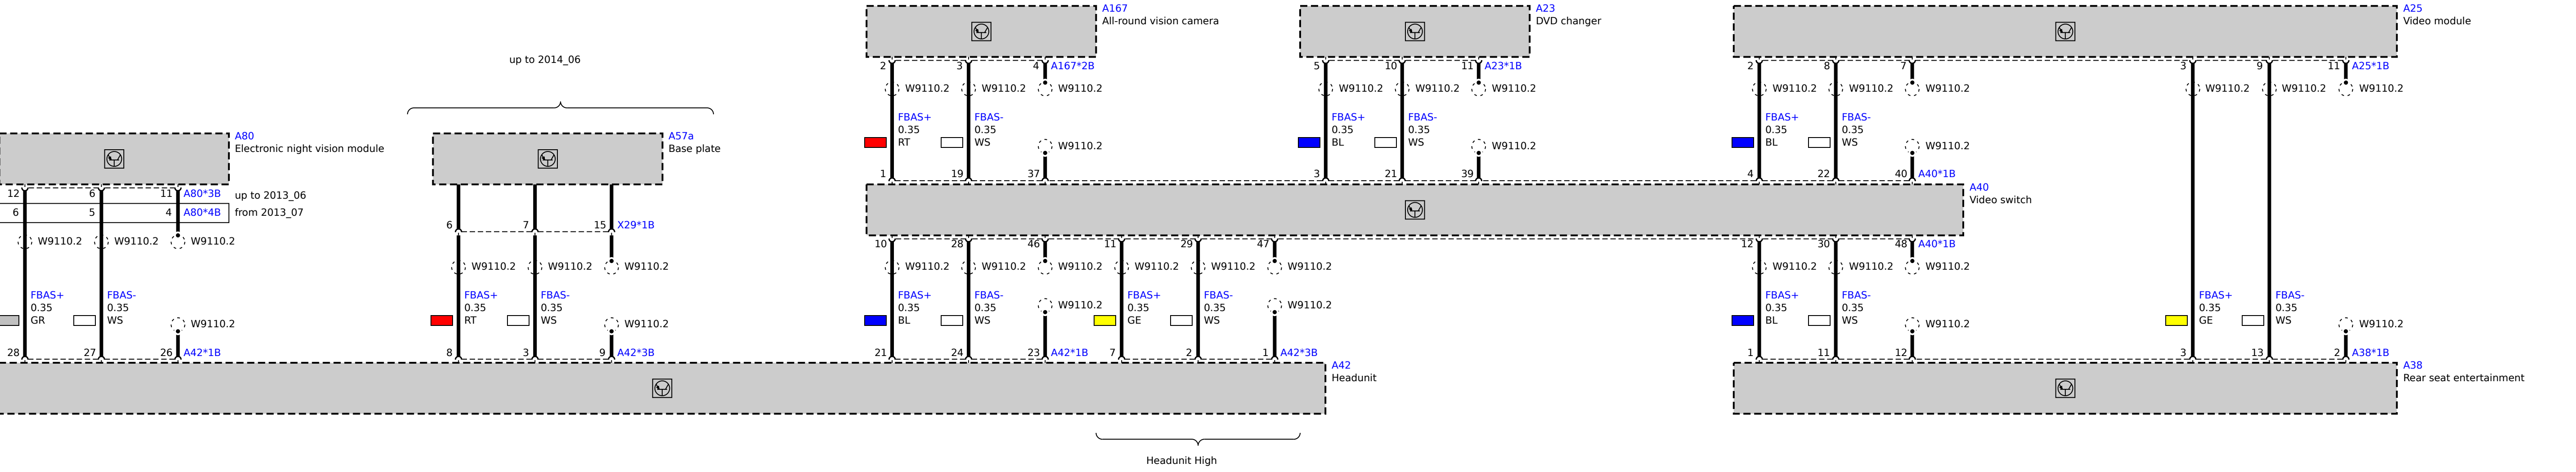 A167
All-round vision camera
A23
DVD changer
A25
Video module
up to 2014_06
2 3 4 A167*2B
5 10 11 A23*1B
2 8 7 3 9 11 A25*1B
W9110.2 W9110.2 W9110.2 W9110.2 W9110.2 W9110.2 W9110.2 W9110.2 W9110.2 W9110.2 W9110.2 W9110.2
FBAS+ FBAS- FBAS+ FBAS- FBAS+ FBAS-
0.35 0.35 0.35 0.35 0.35 0.35
RT WS BL WS BL WS
W9110.2 W9110.2 W9110.2
A80
Electronic night vision module
A57a
Base plate
1 19 37 3 21 39 4 22 40 A40*1B
A40
Video switch
12 6 11 A80*3B up to 2013_06
6 5 4 A80*4B from 2013_07
6 7 15 X29*1B
W9110.2 W9110.2 W9110.2
10 28 46 11 29 47 12 30 48 A40*1B
W9110.2 W9110.2 W9110.2 W9110.2 W9110.2 W9110.2 W9110.2 W9110.2 W9110.2 W9110.2 W9110.2 W9110.2
FBAS+ FBAS- FBAS+ FBAS- FBAS+ FBAS- FBAS+ FBAS- FBAS+ FBAS- FBAS+ FBAS-
0.35 0.35 0.35 0.35 0.35 0.35 W9110.2 0.35 0.35 W9110.2 0.35 0.35 0.35 0.35
GR WS RT WS BL WS GE WS BL WS GE WS
W9110.2 W9110.2 W9110.2 W9110.2
28 27 26 A42*1B
8 3 9 A42*3B
21 24 23 A42*1B
7 2 1 A42*3B
1 11 12 3 13 2 A38*1B
A42
Headunit
A38
Rear seat entertainment
Headunit High